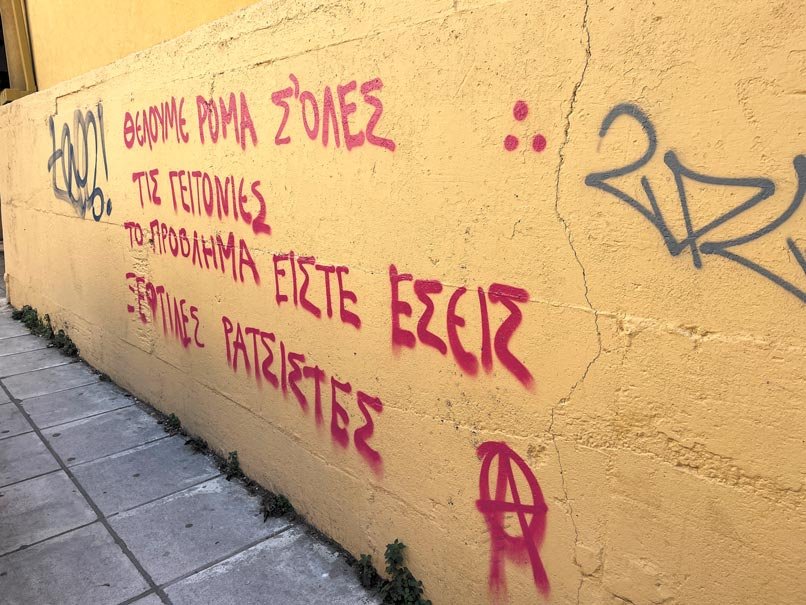 ΘΕΛΟΥΜΕ ΡΟΜΑ Σ'ΟΛΕΣ
ΤΙΣ ΓΕΙΤΟΝΙΕΣ
ΤΟ ΠΡΟΒΛΗΜΑ ΕΙΣΤΕ ΕΣΕΙΣ
ΞΕΦΤΙΛΕΣ ΡΑΤΣΙΣΤΕΣ